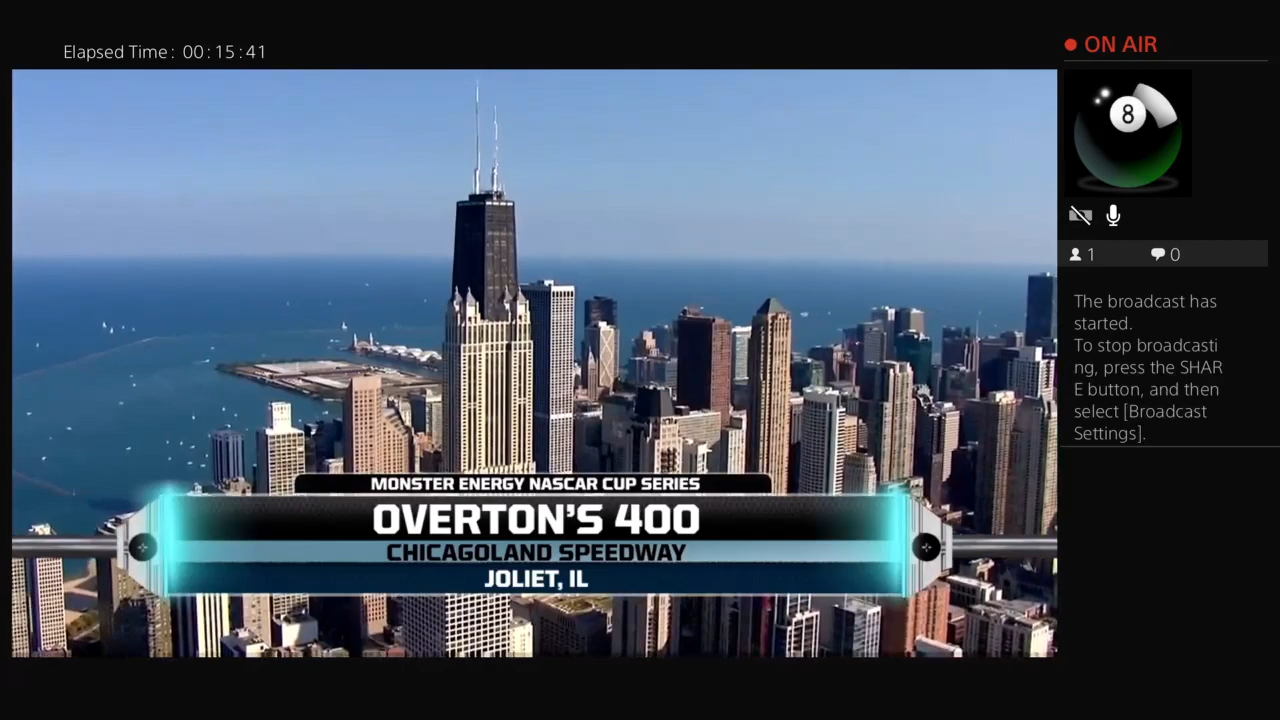 Elapsed Time: 00:15:41
ON AIR
8
1 0
The broadcast has
started.
To stop broadcasti
ng, press the SHAR
E button, and then
select [Broadcast
Settings].
MONSTER ENERGY NASCAR CUP SERIES
OVERTON'S 400
CHICAGOLAND SPEEDWAY
JOLIET, IL